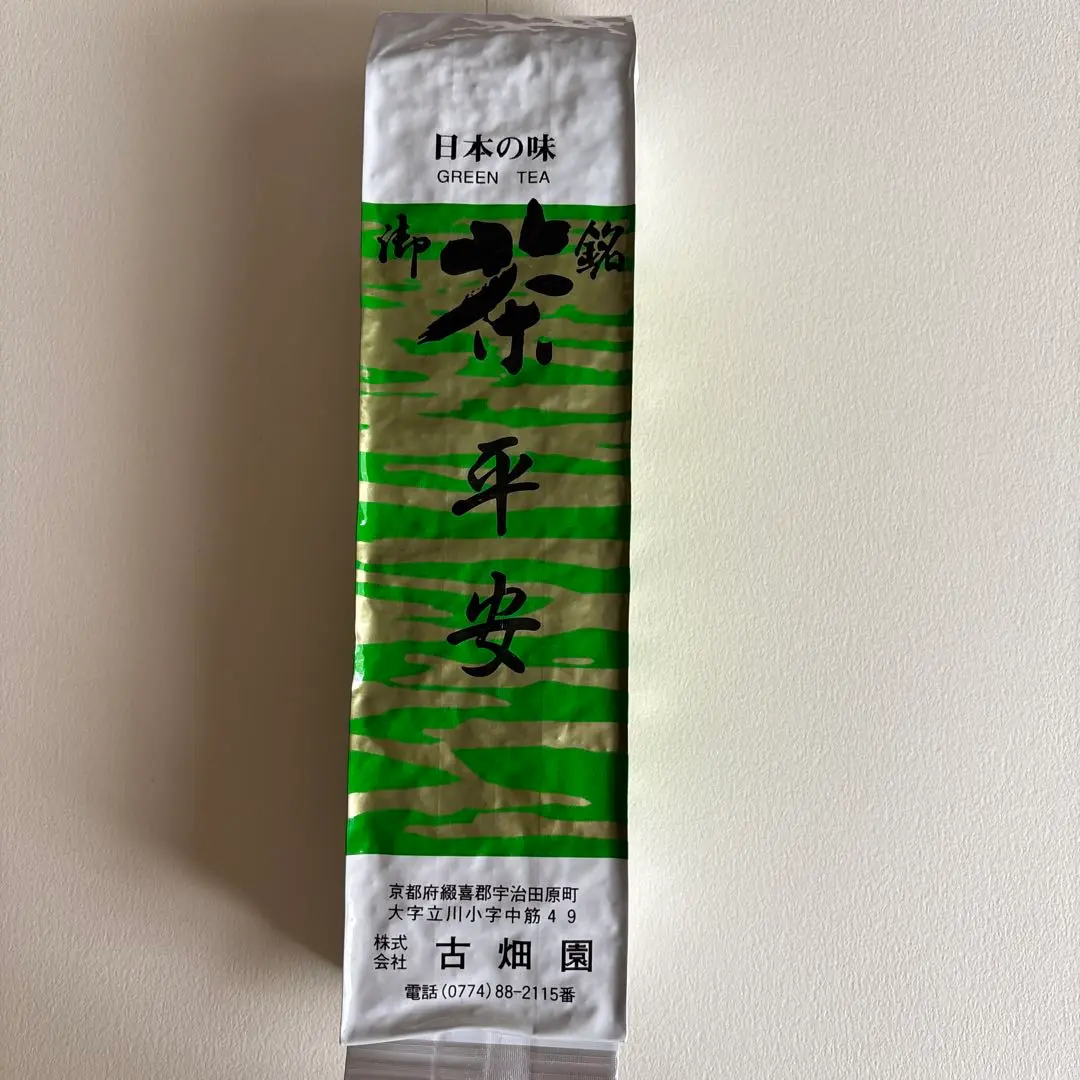 日本の味
GREEN TEA
御茶銘
平安
京都府綴喜郡宇治田原町
大字立川小字中筋49
株式会社 古畑園
電話(0774)88-2115番